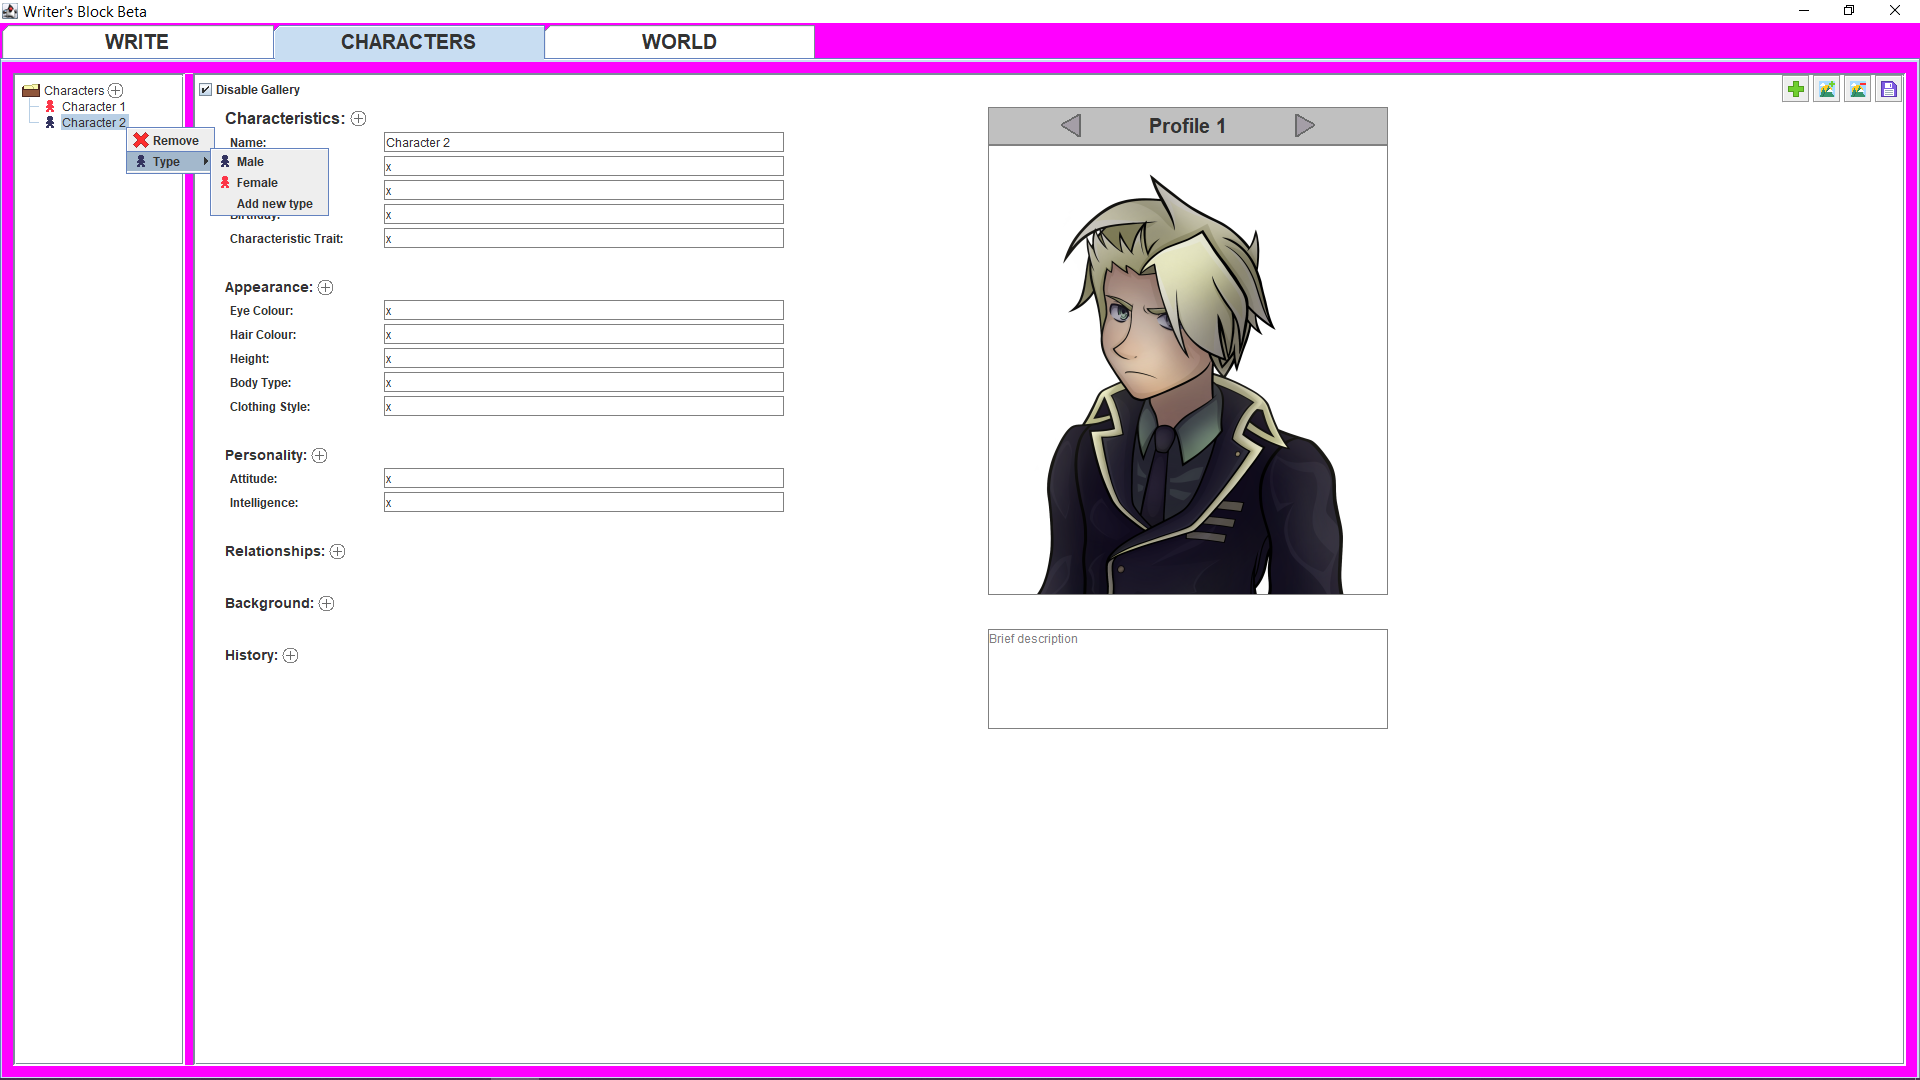 Writer's Block Beta
WRITE
CHARACTERS
WORLD
Characters
Character 1
Character 2
Remove
Type
Male
Female
Add new type
Disable Gallery
Characteristics:
Name: Character 2
x
x
Birthday: x
Characteristic Trait: x
Appearance:
Eye Colour: x
Hair Colour: x
Height: x
Body Type: x
Clothing Style: x
Personality:
Attitude: x
Intelligence: x
Relationships:
Background:
History:
Profile 1
Brief description